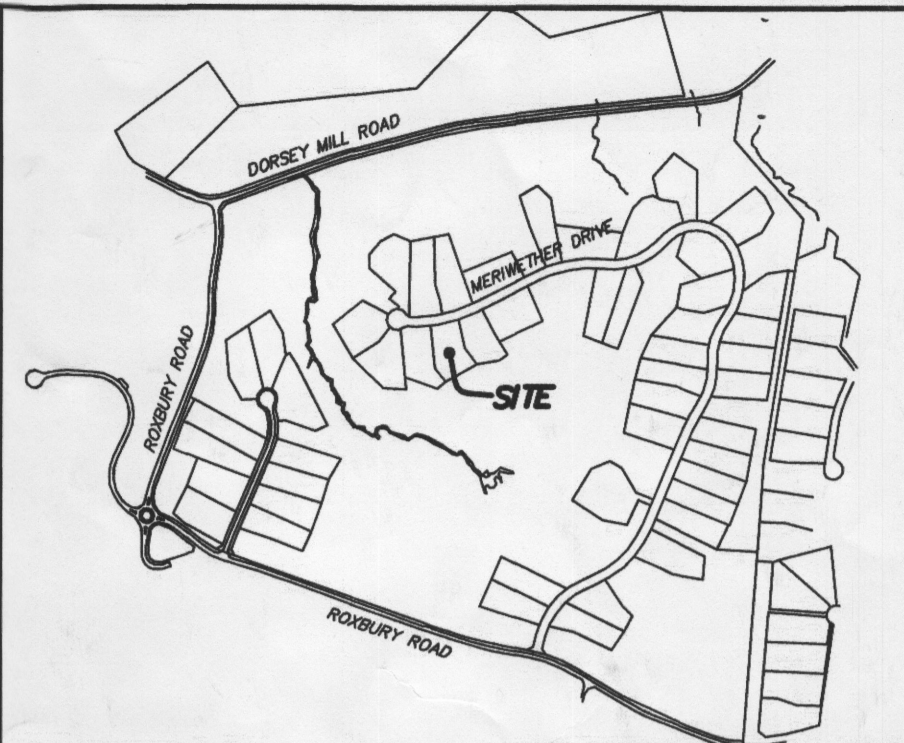 DORSEY MILL ROAD
MERIWETHER DRIVE
ROXBURY ROAD
SITE
ROXBURY ROAD